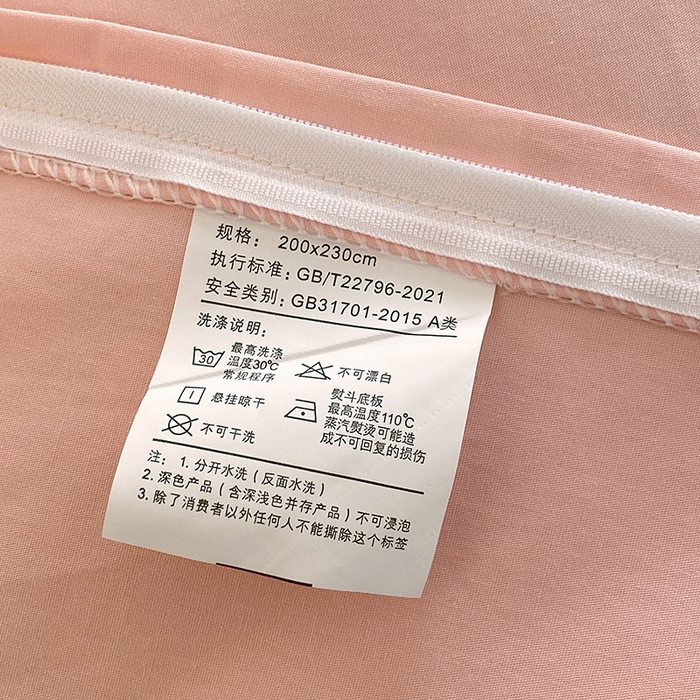 规格： 200x230cm
执行标准：GB/T22796-2021
安全类别：GB31701-2015 A类
洗涤说明：
30 最高洗涤
温度30℃
常规程序
不可漂白
悬挂晾干
熨斗底板
最高温度110℃
蒸汽熨烫可能造
成不可回复的损伤
不可干洗
注： 1. 分开水洗（反面水洗）
2. 深色产品（含深浅色并存产品）不可浸泡
3. 除了消费者以外任何人不能撕除这个标签